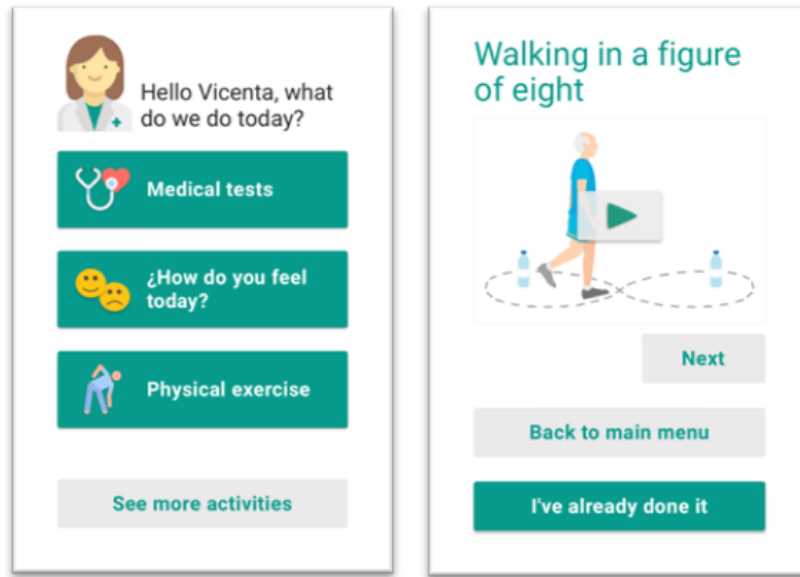 Hello Vicenta, what
do we do today?
Medical tests
¿How do you feel
today?
Physical exercise
See more activities
Walking in a figure
of eight
Next
Back to main menu
I've already done it